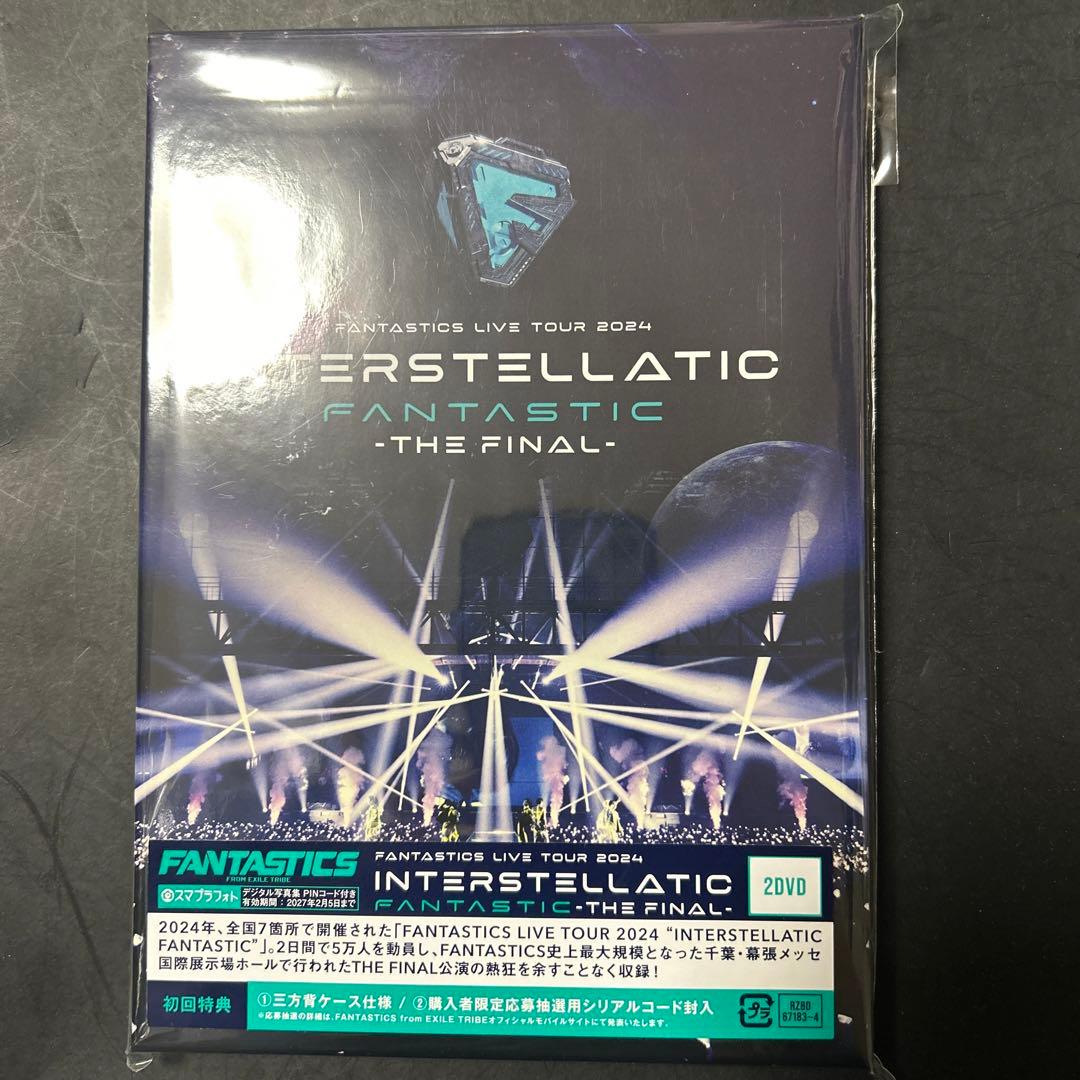 FANTASTICS LIVE TOUR 2024
INTERSTELLATIC
FANTASTIC
-THE FINAL-
FANTASTICS
FROM EXILE TRIBE
スマプラフォト
デジタル写真集 PINコード付き
有効期間:2027年2月5日まで
FANTASTICS LIVE TOUR 2024
INTERSTELLATIC
FANTASTIC-THE FINAL-
2DVD
2024年、全国7箇所で開催された「FANTASTICS LIVE TOUR 2024 “INTERSTELLATIC
FANTASTIC”」。2日間で5万人を動員し、FANTASTICS史上最大規模となった千葉・幕張メッセ
国際展示場ホールで行われたTHE FINAL公演の熱狂を余すことなく収録!
初回特典
①三方背ケース仕様 / ②購入者限定応募抽選用シリアルコード封入
※応募抽選の詳細は、FANTASTICS from EXILE TRIBEオフィシャルモバイルサイトにて発表いたします。
プラ
RZBD
67183~4